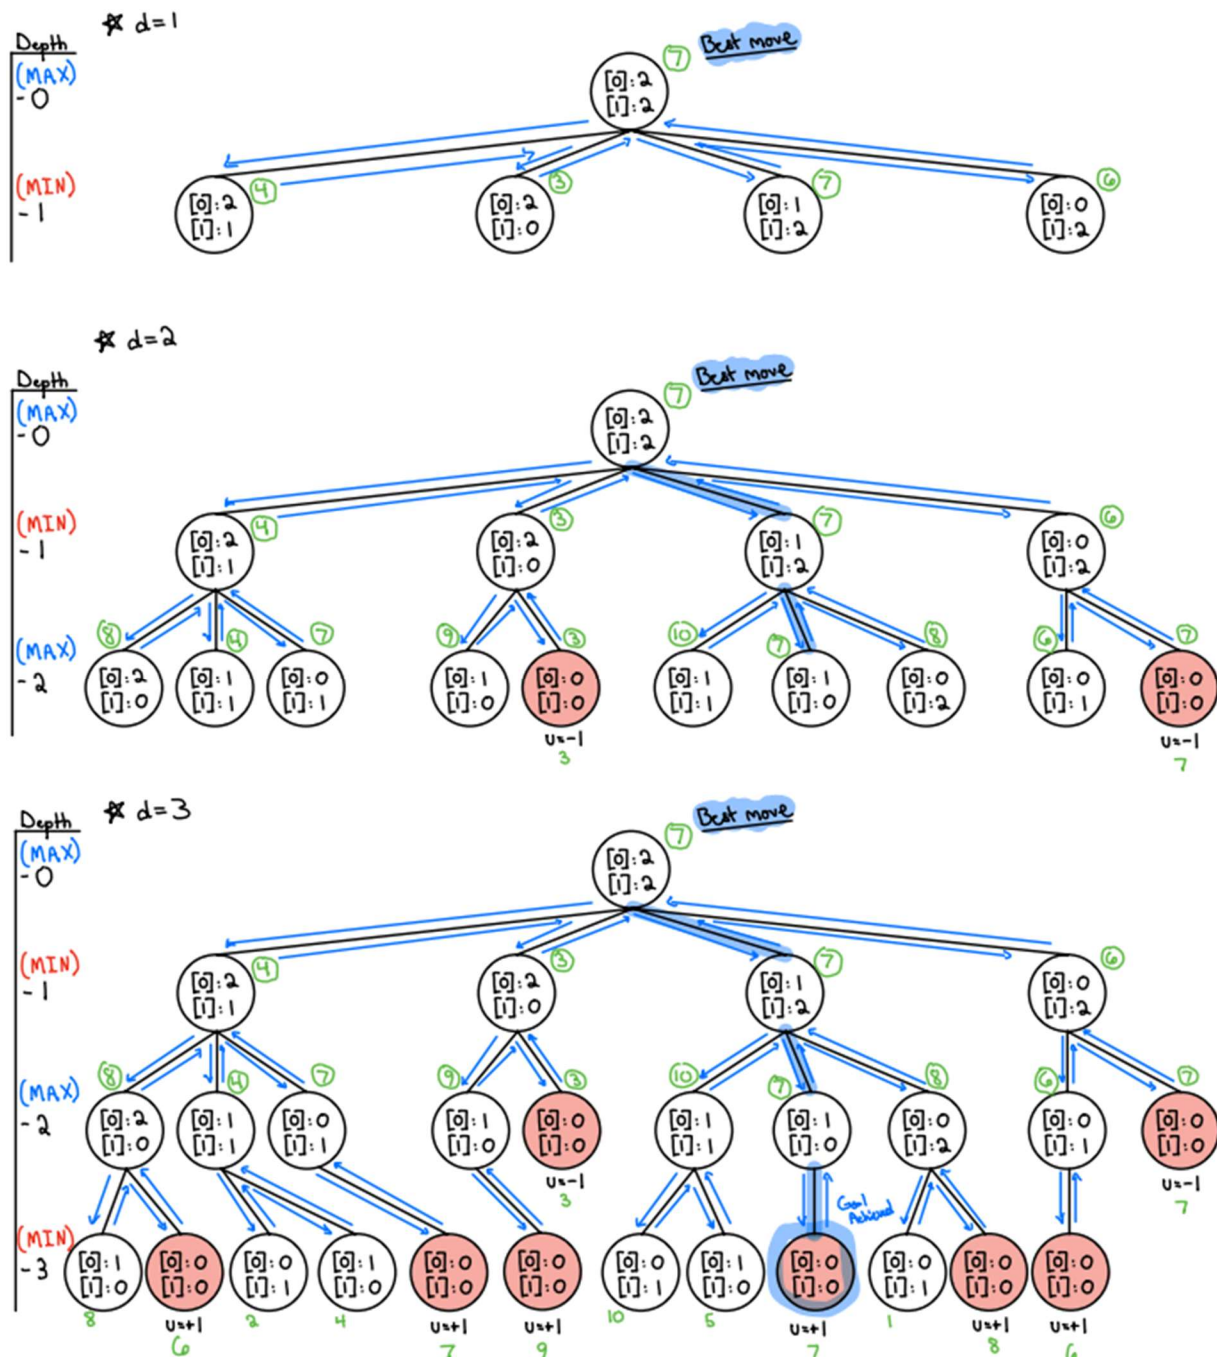 ☆ d=1
Depth
(MAX)
-0
⑦ Best move
[0]:2
[1]:2
(MIN)
-1
④ ③ ⑦ ⑥
[0]:2 [0]:2 [0]:1 [0]:0
[1]:1 [1]:0 [1]:2 [1]:2
☆ d=2
Depth
(MAX)
-0
⑦ Best move
[0]:2
[1]:2
(MIN)
-1
④ ③ ⑦ ⑥
[0]:2 [0]:2 [0]:1 [0]:0
[1]:1 [1]:0 [1]:2 [1]:2
(MAX)
-2
⑧ ④ ⑦ ⑨ ③ ⑩ ⑦ ⑧ ⑥ ⑦
[0]:2 [0]:1 [0]:0 [0]:1 [0]:0 [0]:1 [0]:1 [0]:0 [0]:0 [0]:0
[1]:0 [1]:1 [1]:1 [1]:0 [1]:0 [1]:1 [1]:0 [1]:2 [1]:1 [1]:0
u=-1 u=-1
3 7
☆ d=3
Depth
(MAX)
-0
⑦ Best move
[0]:2
[1]:2
(MIN)
-1
④ ③ ⑦ ⑥
[0]:2 [0]:2 [0]:1 [0]:0
[1]:1 [1]:0 [1]:2 [1]:2
(MAX)
-2
⑧ ④ ⑦ ⑨ ③ ⑩ ⑦ ⑧ ⑥ ⑦
[0]:2 [0]:1 [0]:0 [0]:1 [0]:0 [0]:1 [0]:1 [0]:0 [0]:0 [0]:0
[1]:0 [1]:1 [1]:1 [1]:0 [1]:0 [1]:1 [1]:0 [1]:2 [1]:1 [1]:0
u=-1 u=-1
3 7
Goal
Achieved
(MIN)
-3
[0]:1 [0]:0 [0]:0 [0]:1 [0]:0 [0]:0 [0]:0 [0]:1 [0]:0 [0]:0 [0]:0 [0]:0
[1]:0 [1]:0 [1]:1 [1]:0 [1]:0 [1]:0 [1]:1 [1]:0 [1]:0 [1]:1 [1]:0 [1]:0
8 u=+1 2 4 u=+1 u=+1 10 5 u=+1 1 u=+1 u=+1
6 7 9 7 8 6